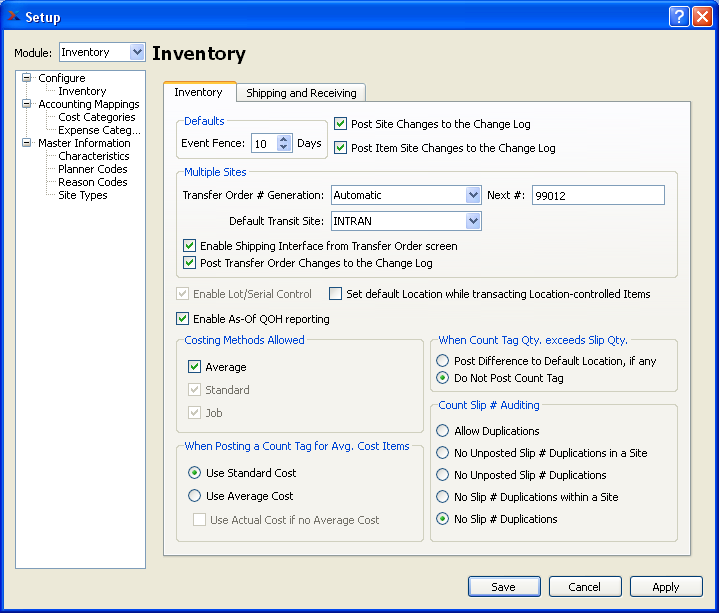 Setup
Module: Inventory
Inventory
Configure
Inventory
Accounting Mappings
Cost Categories
Expense Categ...
Master Information
Characteristics
Planner Codes
Reason Codes
Site Types
Inventory Shipping and Receiving
Defaults
Event Fence: 10 Days
Post Site Changes to the Change Log
Post Item Site Changes to the Change Log
Multiple Sites
Transfer Order # Generation: Automatic Next #: 99012
Default Transit Site: INTRAN
Enable Shipping Interface from Transfer Order screen
Post Transfer Order Changes to the Change Log
Enable Lot/Serial Control Set default Location while transacting Location-controlled Items
Enable As-Of QOH reporting
Costing Methods Allowed
Average
Standard
Job
When Posting a Count Tag for Avg. Cost Items
Use Standard Cost
Use Average Cost
Use Actual Cost if no Average Cost
When Count Tag Qty. exceeds Slip Qty.
Post Difference to Default Location, if any
Do Not Post Count Tag
Count Slip # Auditing
Allow Duplications
No Unposted Slip # Duplications in a Site
No Unposted Slip # Duplications
No Slip # Duplications within a Site
No Slip # Duplications
Save Cancel Apply